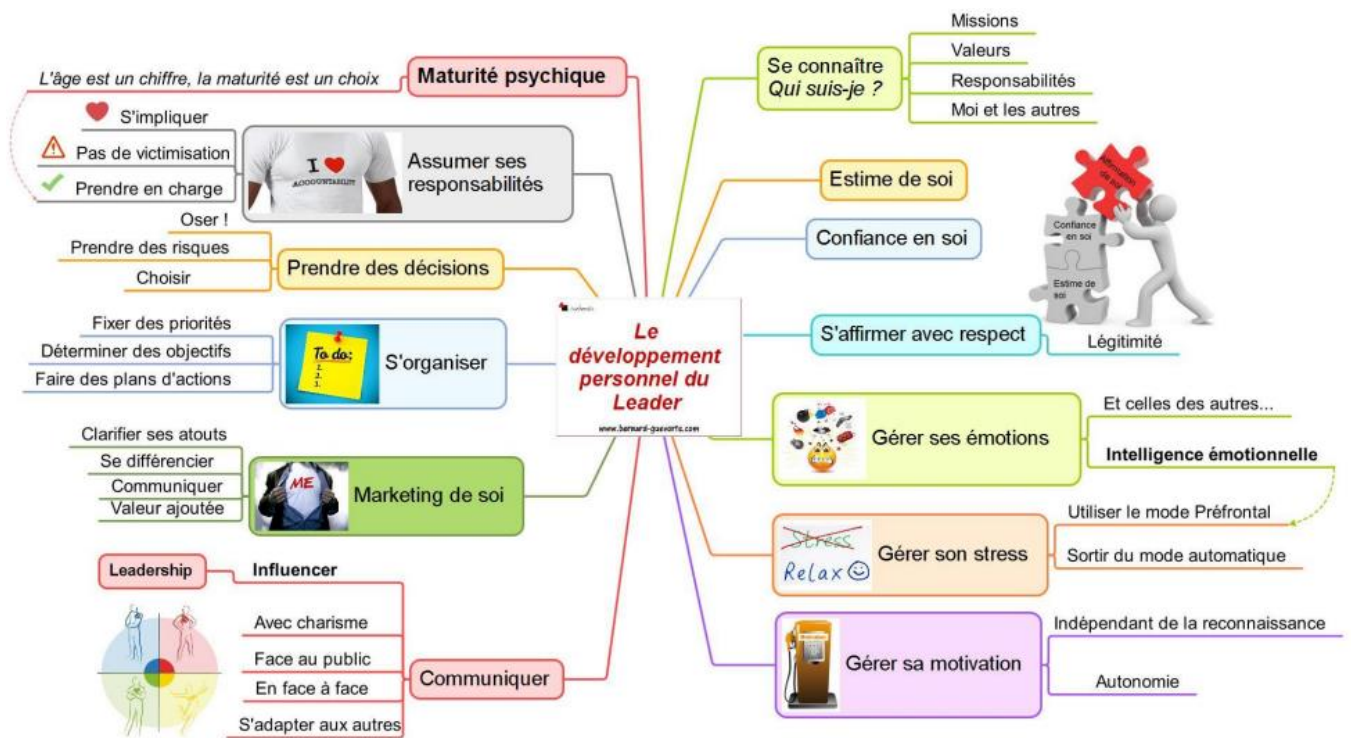 Le
développement
personnel du
Leader
www.bernard-guevorts.com
Se connaître
Qui suis-je ?
Missions
Valeurs
Responsabilités
Moi et les autres
Estime de soi
Confiance en soi
Affirmation
de soi
Confiance
en soi
Estime de
soi
S'affirmer avec respect
Légitimité
Gérer ses émotions
Et celles des autres...
Intelligence émotionnelle
Stress
Relax
Gérer son stress
Utiliser le mode Préfrontal
Sortir du mode automatique
Gérer sa motivation
Indépendant de la reconnaissance
Autonomie
Maturité psychique
L'âge est un chiffre, la maturité est un choix
I
ACCOUNTABILITY
Assumer ses
responsabilités
S'impliquer
Pas de victimisation
Prendre en charge
Prendre des décisions
Oser !
Prendre des risques
Choisir
To do:
1.
2.
3.
S'organiser
Fixer des priorités
Déterminer des objectifs
Faire des plans d'actions
ME
Marketing de soi
Clarifier ses atouts
Se différencier
Communiquer
Valeur ajoutée
Communiquer
Leadership
Influencer
Avec charisme
Face au public
En face à face
S'adapter aux autres